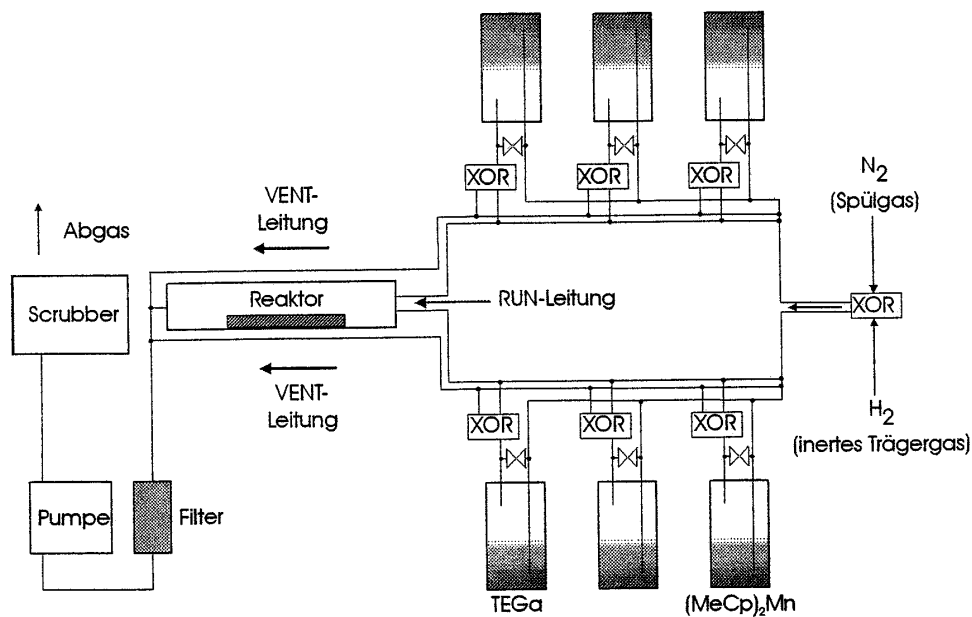 XOR
XOR
XOR
VENT-
Leitung
N₂
(Spülgas)
Abgas
Scrubber
Reaktor
RUN-Leitung
XOR
VENT-
Leitung
XOR
XOR
XOR
H₂
(inertes Trägergas)
Pumpe
Filter
TEGa
(MeCp)₂Mn